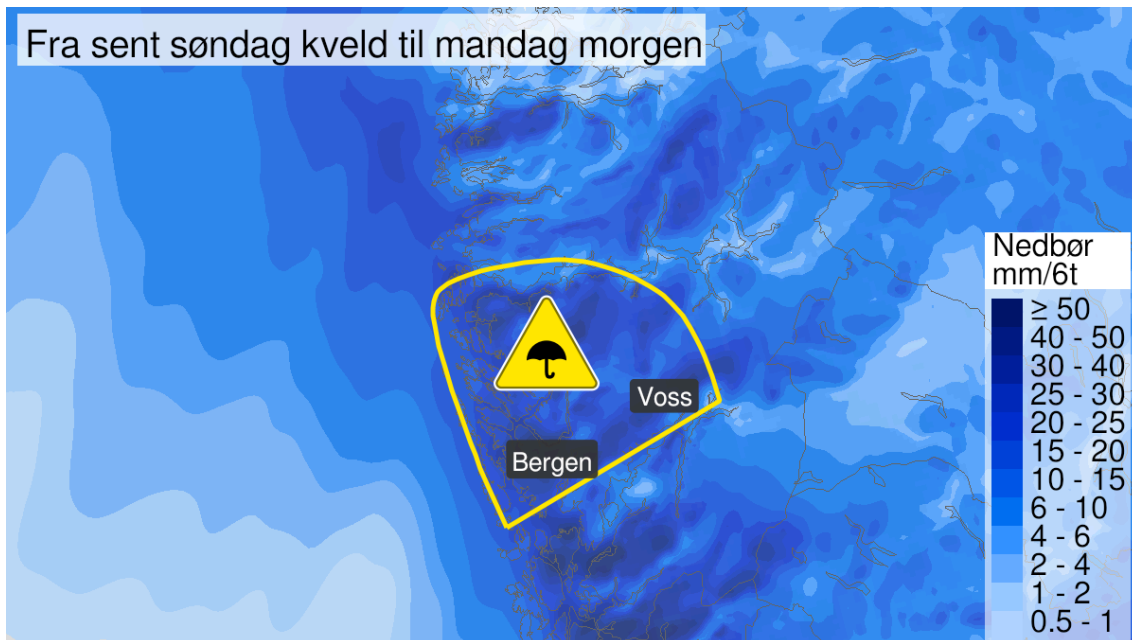 Fra sent søndag kveld til mandag morgen
Nedbør
mm/6t
≥ 50
40 - 50
30 - 40
25 - 30
20 - 25
15 - 20
10 - 15
6 - 10
4 - 6
2 - 4
1 - 2
0.5 - 1
Voss
Bergen